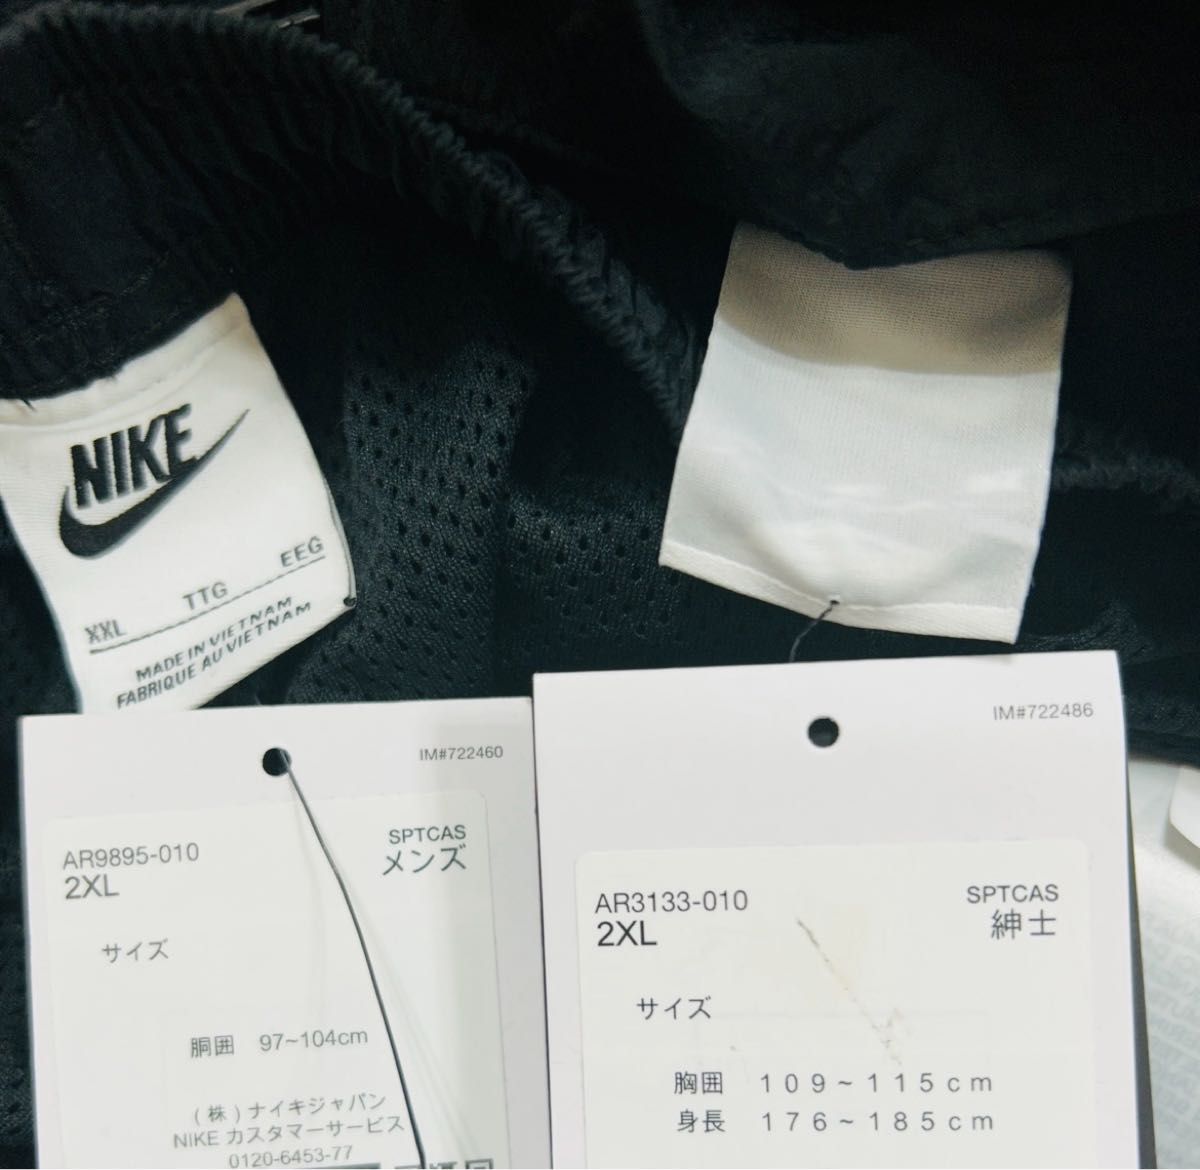 NIKE
XXL TTG EEG
MADE IN VIETNAM
FABRIQUE AU VIETNAM
IM#722460
AR9895-010
2XL
SPTCAS
メンズ
サイズ
胴囲 97~104cm
(株)ナイキジャパン
NIKE カスタマーサービス
0120-6453-77
IM#722486
AR3133-010
2XL
SPTCAS
紳士
サイズ
胸囲 109~115cm
身長 176~185cm